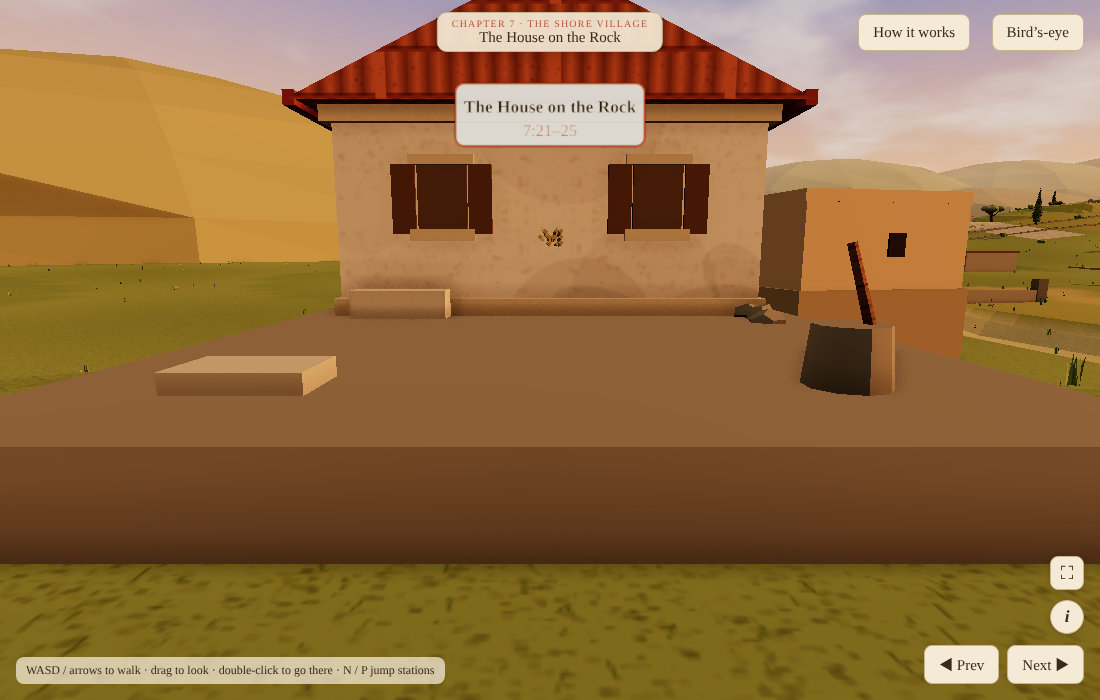 CHAPTER 7 · THE SHORE VILLAGE
The House on the Rock
How it works
Bird's-eye
The House on the Rock
7:21–25
i
WASD / arrows to walk · drag to look · double-click to go there · N / P jump stations
◀ Prev
Next ▶